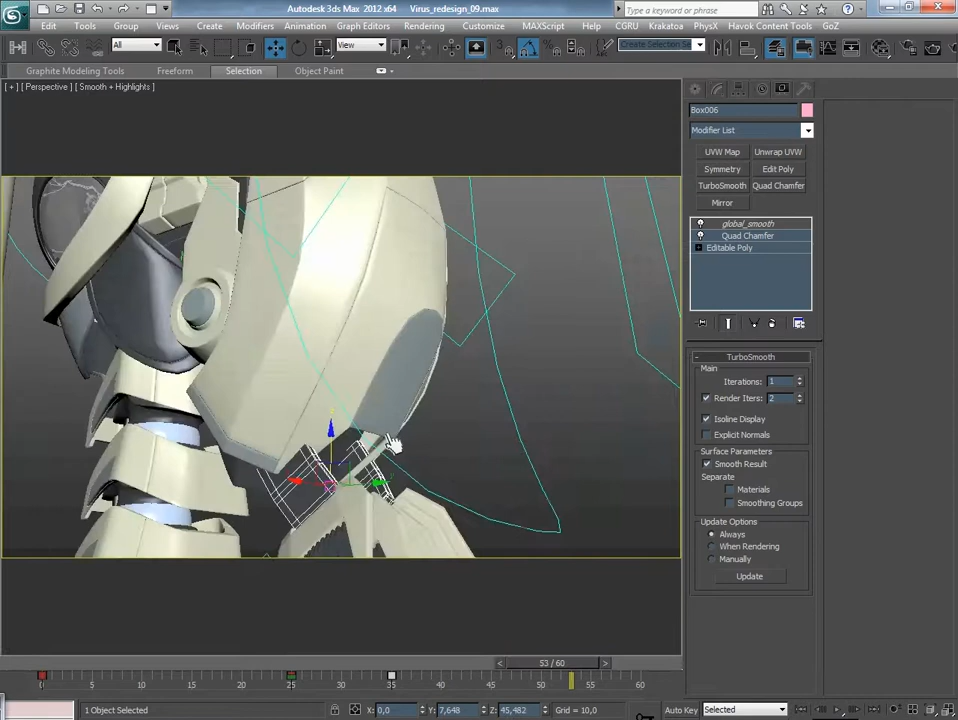 Autodesk 3ds Max 2012 x64
Virus_redesign_09.max
Type a keyword or phrase
Edit Tools Group Views Create Modifiers Animation Graph Editors Rendering Customize MAXScript CGRU Krakatoa PhysX Havok Content Tools GoZ
All View Create Selection Se
Graphite Modeling Tools Freeform Selection Object Paint
[ + ] [ Perspective ] [ Smooth + Highlights ]
Box006
Modifier List
UVW Map Unwrap UVW
Symmetry Edit Poly
TurboSmooth Quad Chamfer
Mirror
global_smooth
Quad Chamfer
Editable Poly
TurboSmooth
Main
Iterations: 1
Render Iters: 2
Isoline Display
Explicit Normals
Surface Parameters
Smooth Result
Separate
Materials
Smoothing Groups
Update Options
Always
When Rendering
Manually
Update
53 / 60
0 5 10 15 20 25 30 35 40 45 50 55 60
1 Object Selected X: 0,0 Y: 7,648 Z: 45,482 Grid = 10,0 Auto Key Selected